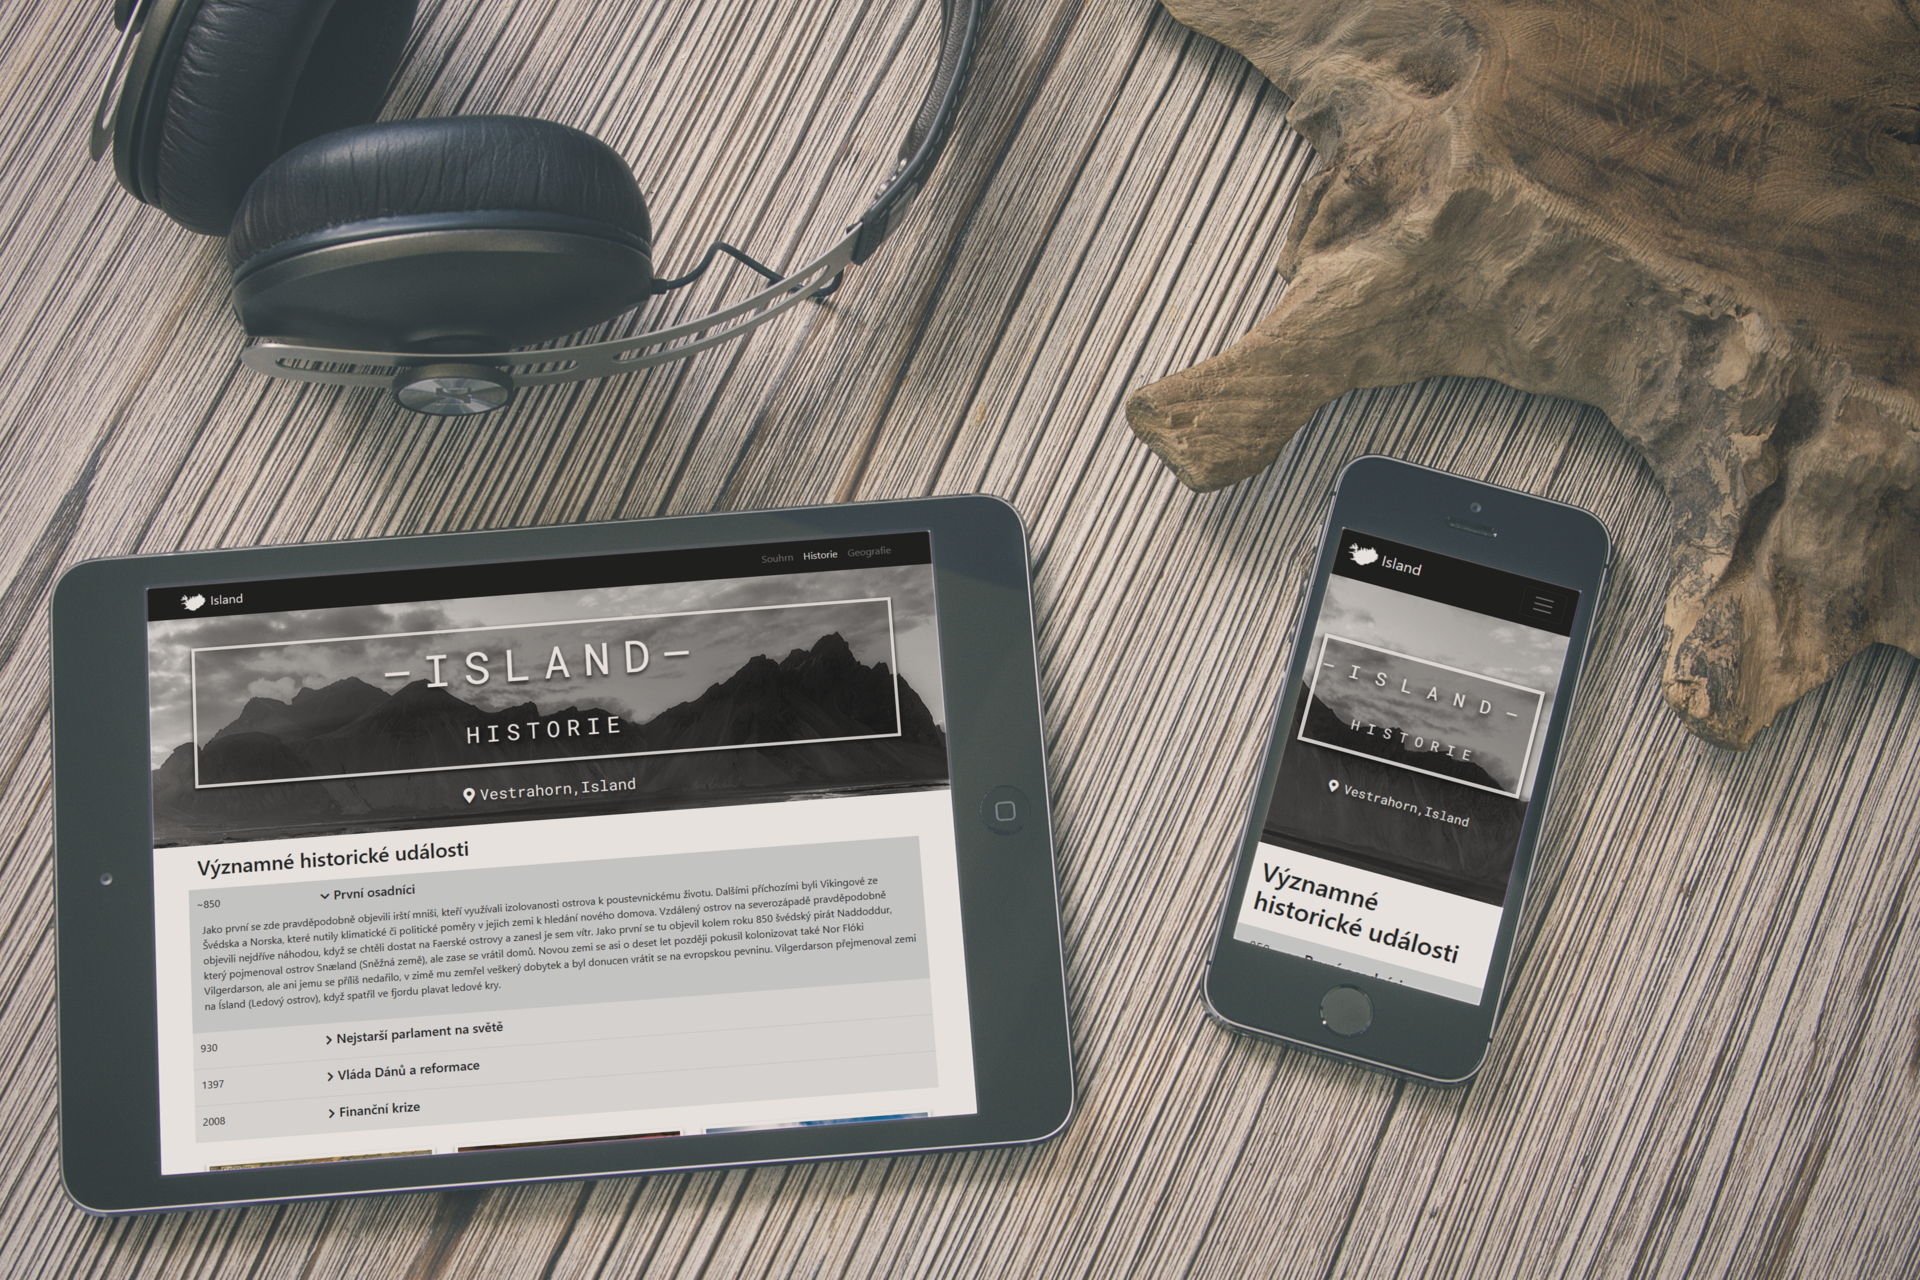 Island
Souhrn Historie Geografie
–ISLAND–
HISTORIE
Vestrahorn,Island
Významné historické události
~850
První osadníci
Jako první se zde pravděpodobně objevili irští mniši, kteří využívali izolovanosti ostrova k poustevnickému životu. Dalšími příchozími byli Vikingové ze
Švédska a Norska, které nutily klimatické či politické poměry v jejich zemi k hledání nového domova. Vzdálený ostrov na severozápadě pravděpodobně
objevili nejdříve náhodou, když se chtěli dostat na Faerské ostrovy a zanesl je sem vítr. Jako první se tu objevil kolem roku 850 švédský pirát Naddoddur,
který pojmenoval ostrov Snæland (Sněžná země), ale zase se vrátil domů. Novou zemi se asi o deset let později pokusil kolonizovat také Nor Flóki
Vilgerdarson, ale ani jemu se příliš nedařilo, v zimě mu zemřel veškerý dobytek a byl donucen vrátit se na evropskou pevninu. Vilgerdarson přejmenoval zemi
na Ísland (Ledový ostrov), když spatřil ve fjordu plavat ledové kry.
930 Nejstarší parlament na světě
1397 Vláda Dánů a reformace
2008 Finanční krize
Island
–ISLAND–
HISTORIE
Vestrahorn,Island
Významné
historické události